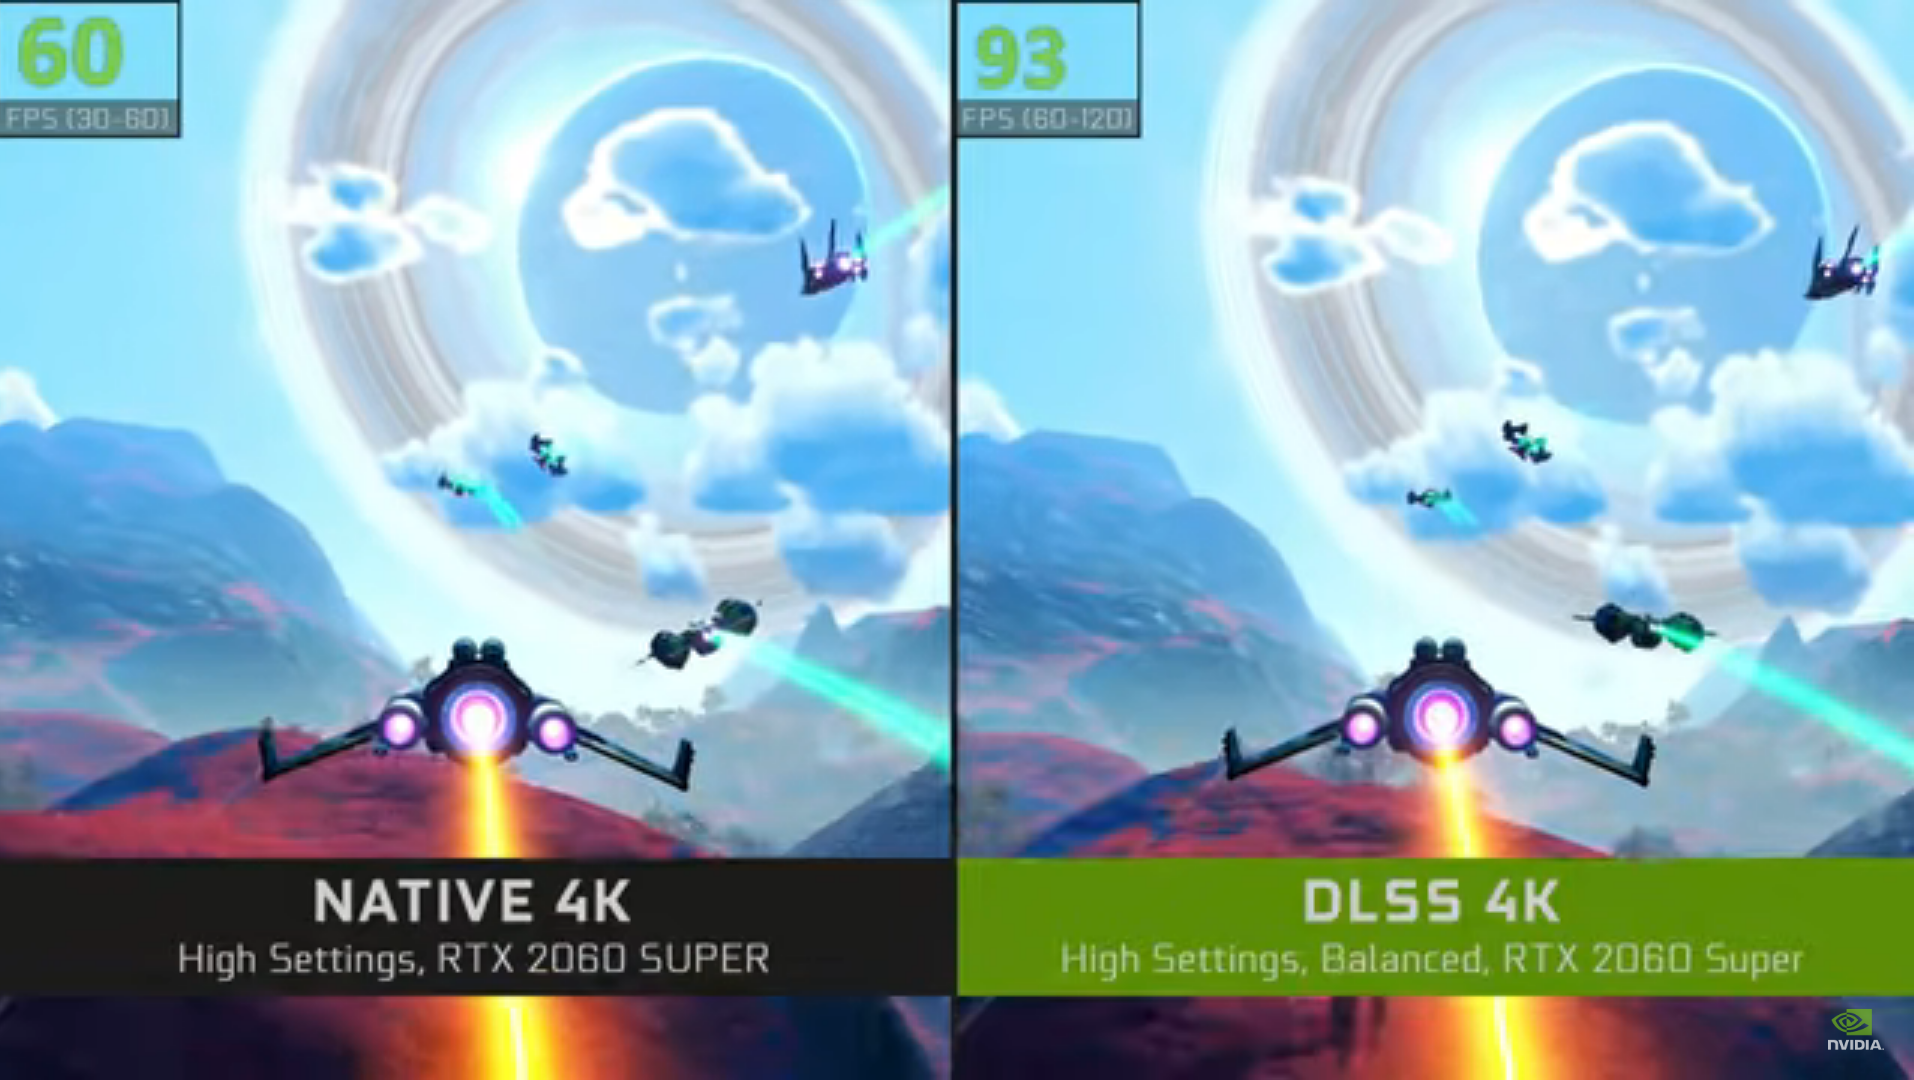 60
FPS (30-60)
93
FPS (60-120)
NATIVE 4K
High Settings, RTX 2060 SUPER
DLSS 4K
High Settings, Balanced, RTX 2060 Super
NVIDIA